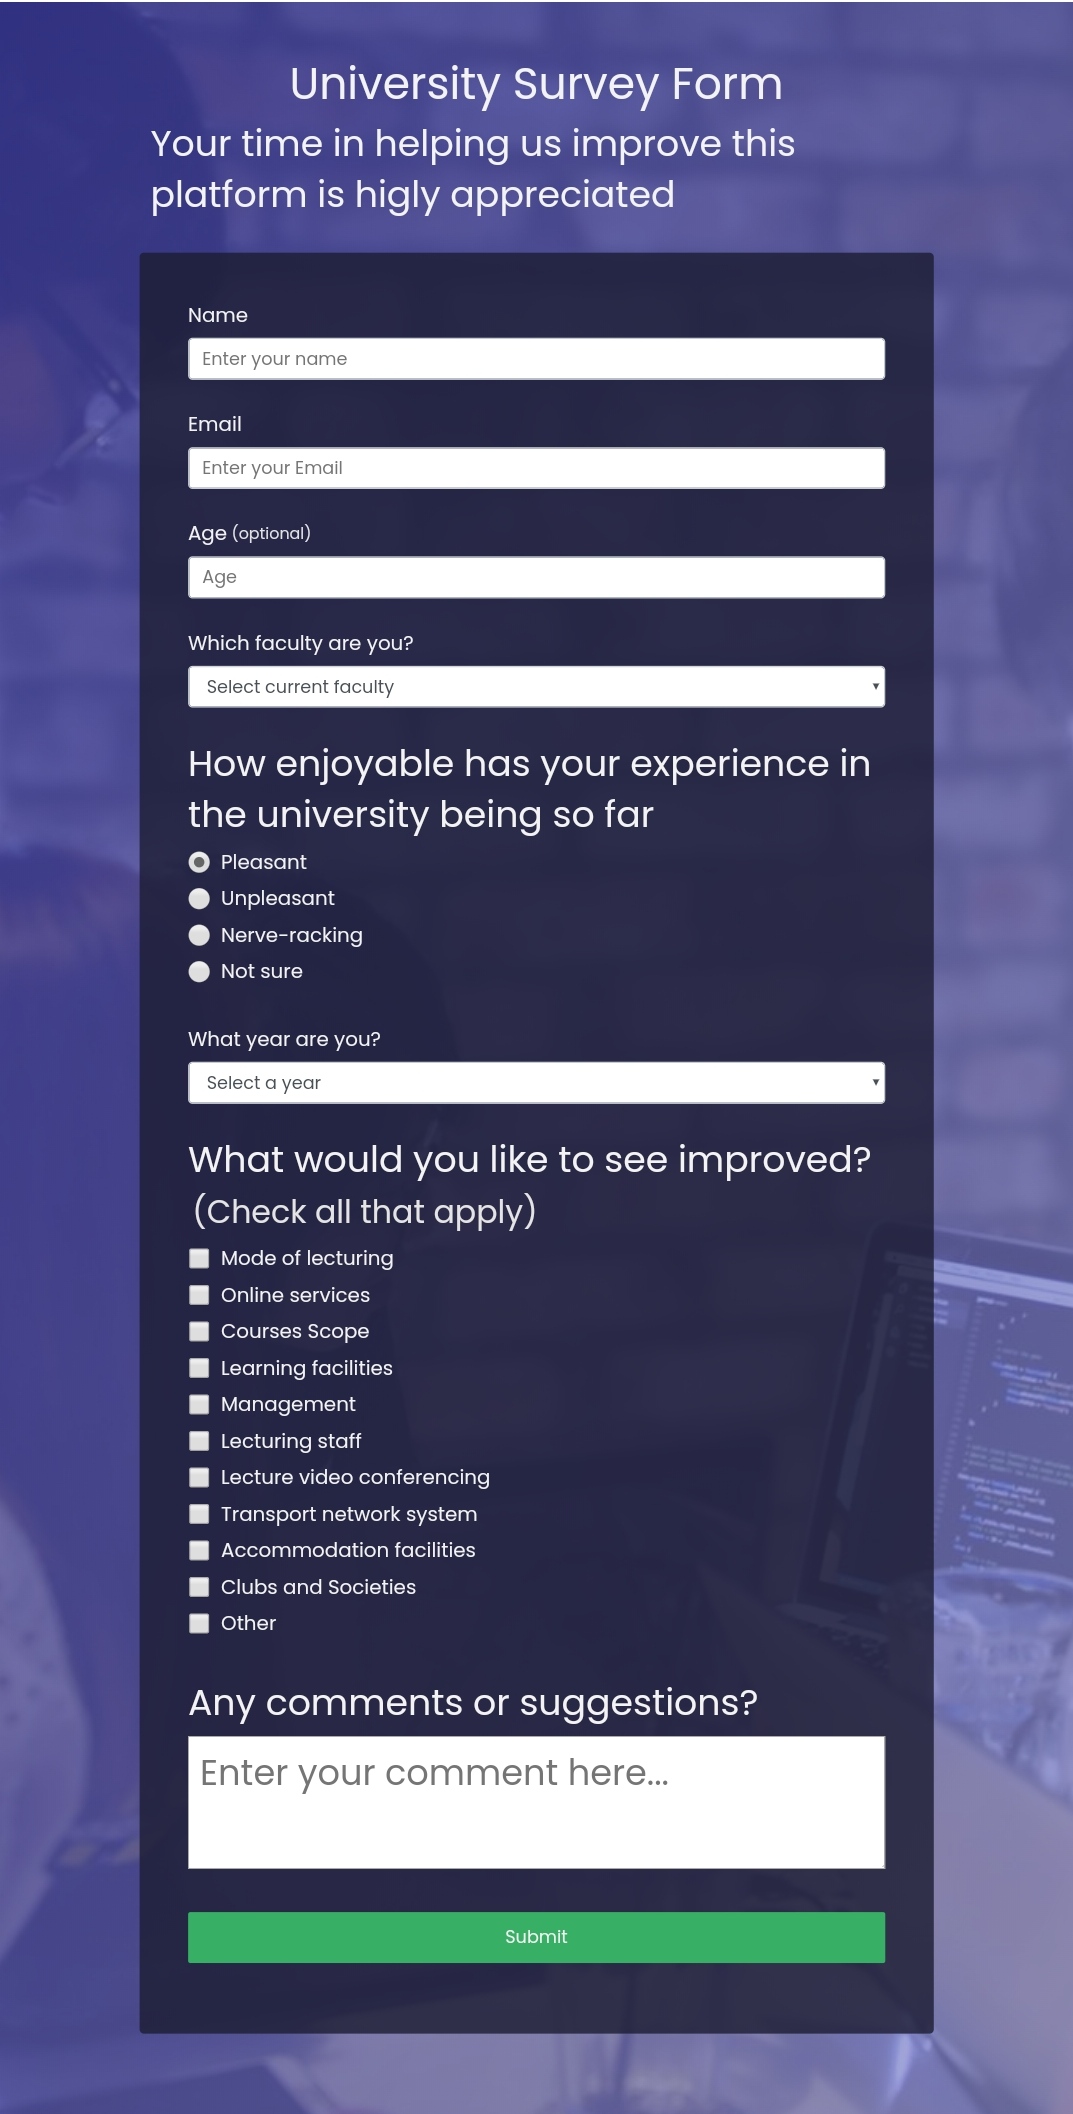 University Survey Form
Your time in helping us improve this
platform is higly appreciated
Name
Enter your name
Email
Enter your Email
Age (optional)
Age
Which faculty are you?
Select current faculty
How enjoyable has your experience in
the university being so far
Pleasant
Unpleasant
Nerve-racking
Not sure
What year are you?
Select a year
What would you like to see improved?
(Check all that apply)
Mode of lecturing
Online services
Courses Scope
Learning facilities
Management
Lecturing staff
Lecture video conferencing
Transport network system
Accommodation facilities
Clubs and Societies
Other
Any comments or suggestions?
Enter your comment here...
Submit